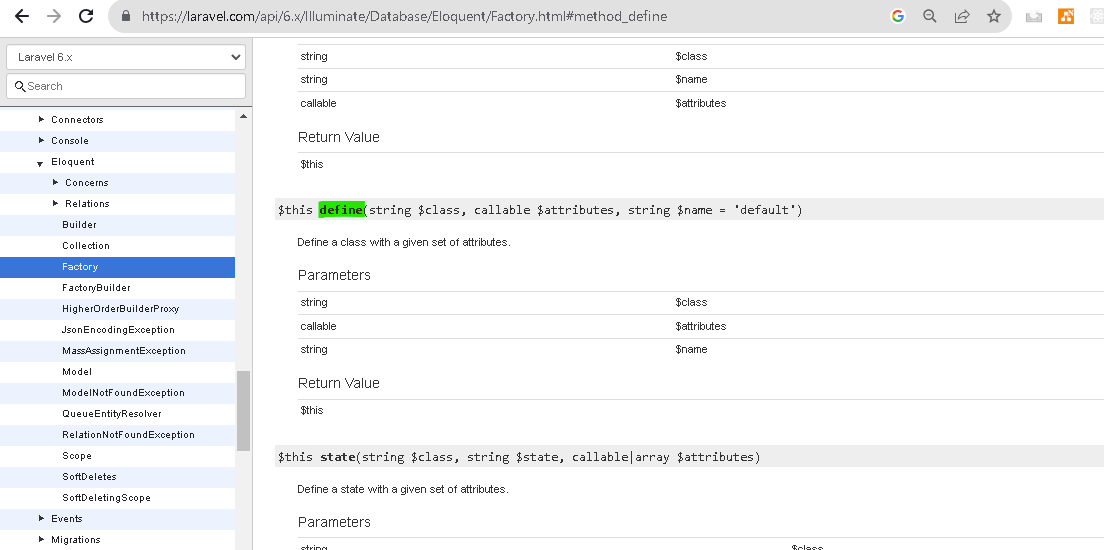 https://laravel.com/api/6.x/Illuminate/Database/Eloquent/Factory.html#method_define
Laravel 6.x
Search
Connectors
Console
Eloquent
Concerns
Relations
Builder
Collection
Factory
FactoryBuilder
HigherOrderBuilderProxy
JsonEncodingException
MassAssignmentException
Model
ModelNotFoundException
QueueEntityResolver
RelationNotFoundException
Scope
SoftDeletes
SoftDeletingScope
Events
Migrations
string $class
string $name
callable $attributes
Return Value
$this
$this define(string $class, callable $attributes, string $name = 'default')
Define a class with a given set of attributes.
Parameters
string $class
callable $attributes
string $name
Return Value
$this
$this state(string $class, string $state, callable|array $attributes)
Define a state with a given set of attributes.
Parameters
string $class